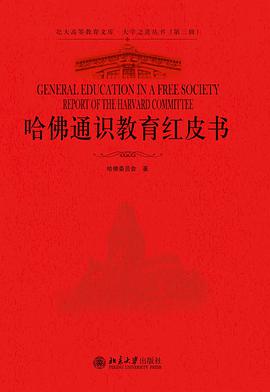 北大高等教育文库·大学之道丛书（第二辑）
GENERAL EDUCATION IN A FREE SOCIETY
REPORT OF THE HARVARD COMMITTEE
哈佛通识教育红皮书
哈佛委员会 著
北京大学出版社
PEKING UNIVERSITY PRESS